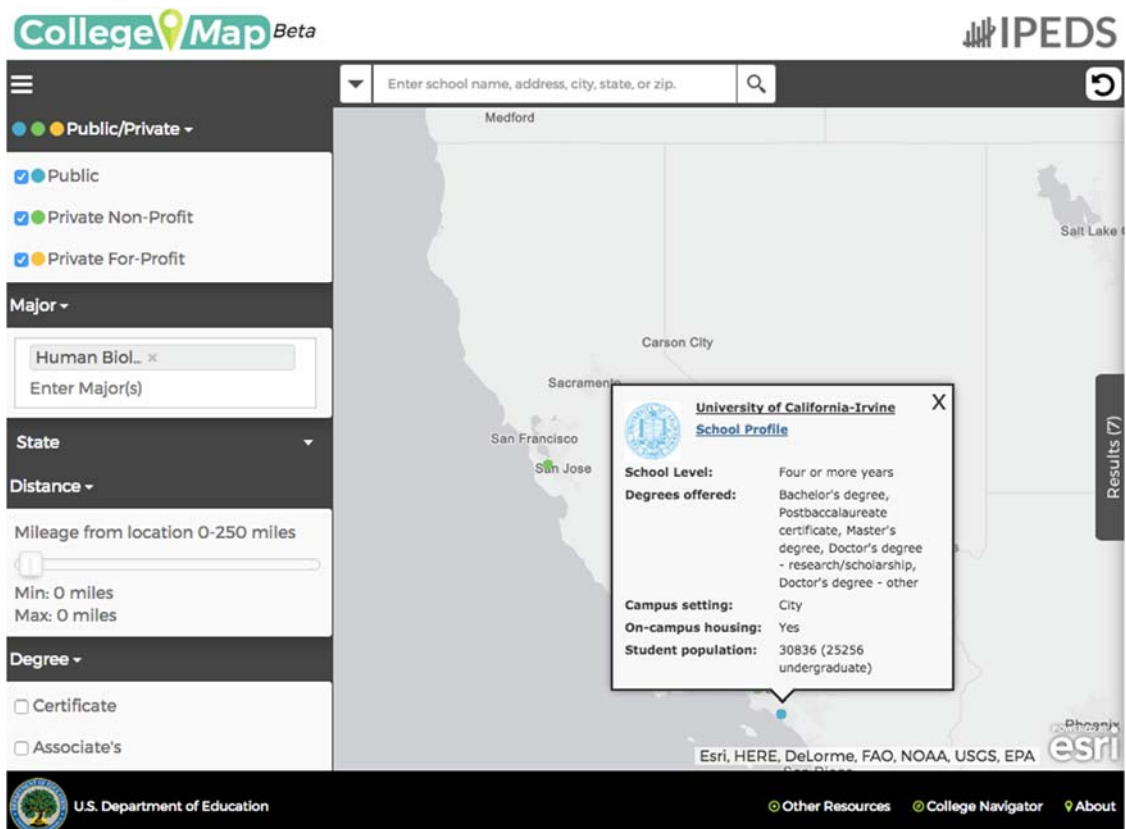 College Map Beta
IPEDS
Enter school name, address, city, state, or zip.
Public/Private
Public
Private Non-Profit
Private For-Profit
Major
Human Biol...
Enter Major(s)
State
Distance
Mileage from location 0-250 miles
Min: 0 miles
Max: 0 miles
Degree
Certificate
Associate's
Medford
Salt Lake
Carson City
Sacramento
San Francisco
San Jose
University of California-Irvine
X
School Profile
School Level: Four or more years
Degrees offered: Bachelor's degree,
Postbaccalaureate
certificate, Master's
degree, Doctor's degree
- research/scholarship,
Doctor's degree - other
Campus setting: City
On-campus housing: Yes
Student population: 30836 (25256
undergraduate)
Results (7)
Phoenix
POWERED BY
esri
Esri, HERE, DeLorme, FAO, NOAA, USGS, EPA
San Diego
U.S. Department of Education
Other Resources
College Navigator
About